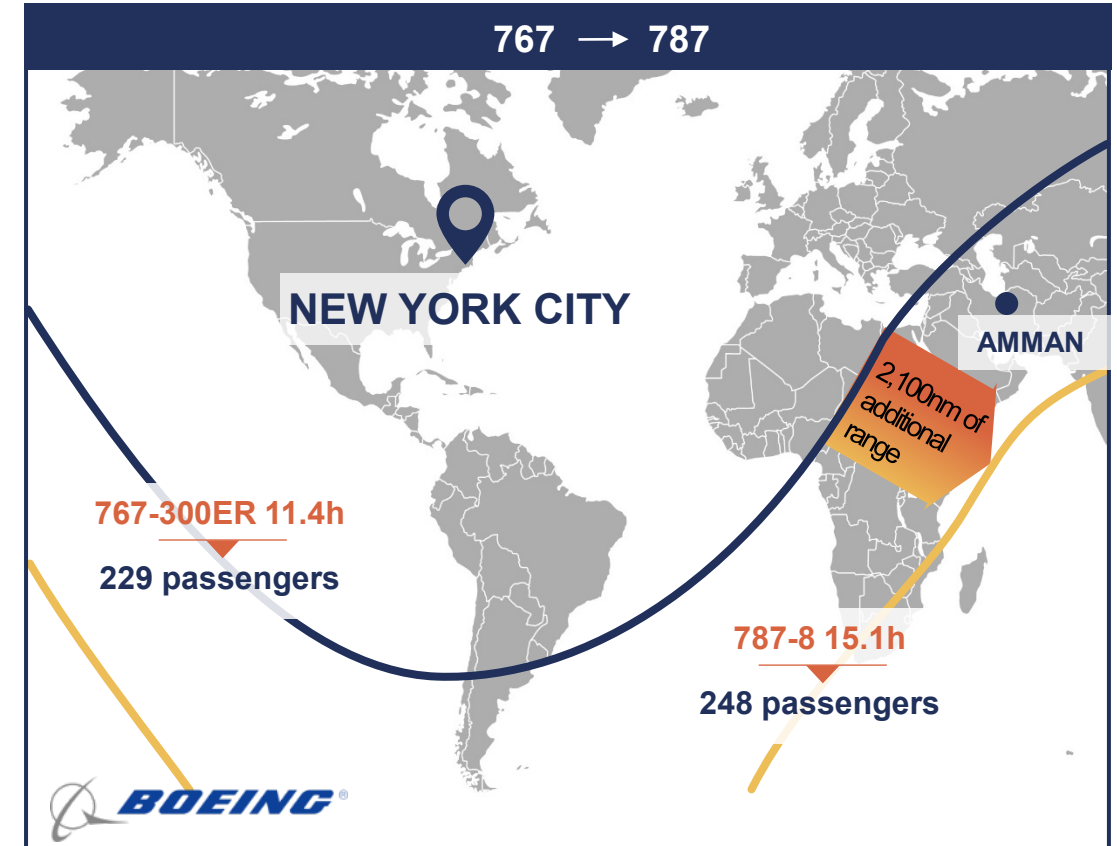 767 → 787
NEW YORK CITY
AMMAN
2,100nm of
additional
range
767-300ER 11.4h
229 passengers
787-8 15.1h
248 passengers
BOEING®